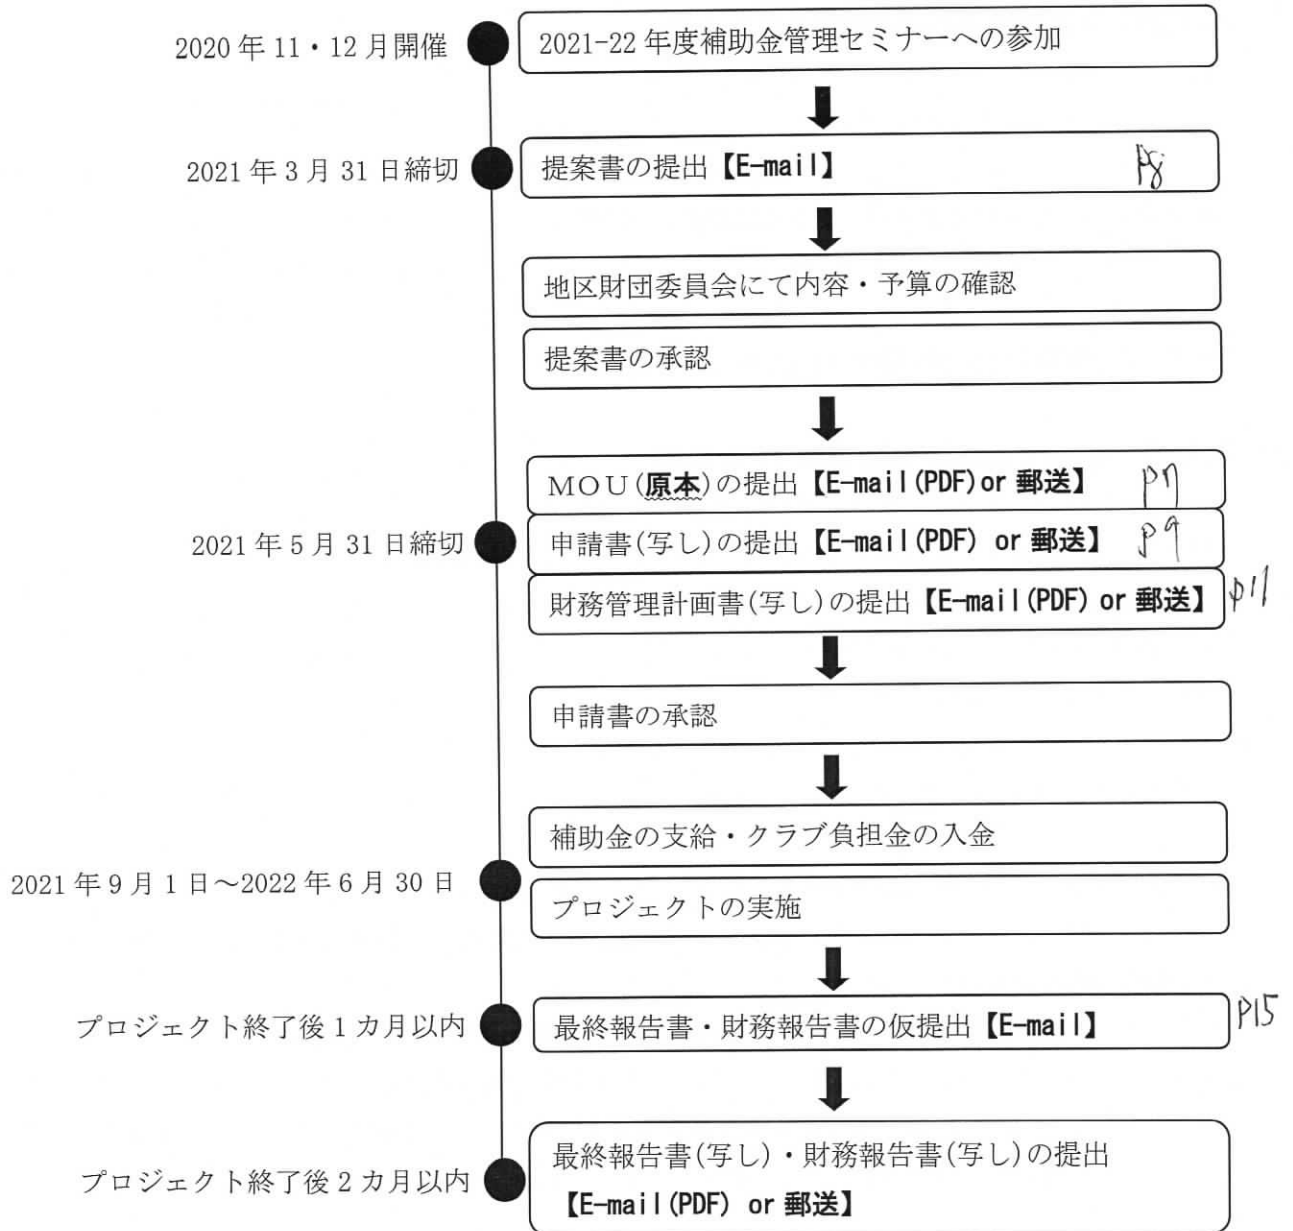 2020年11・12月開催
2021-22年度補助金管理セミナーへの参加
2021年3月31日締切
提案書の提出【E-mail】
p8
地区財団委員会にて内容・予算の確認
提案書の承認
MOU(原本)の提出【E-mail(PDF)or 郵送】
p7
2021年5月31日締切
申請書(写し)の提出【E-mail(PDF) or 郵送】
p9
財務管理計画書(写し)の提出【E-mail(PDF) or 郵送】
p11
申請書の承認
補助金の支給・クラブ負担金の入金
2021年9月1日～2022年6月30日
プロジェクトの実施
プロジェクト終了後1カ月以内
最終報告書・財務報告書の仮提出【E-mail】
p15
プロジェクト終了後2カ月以内
最終報告書(写し)・財務報告書(写し)の提出
【E-mail(PDF) or 郵送】